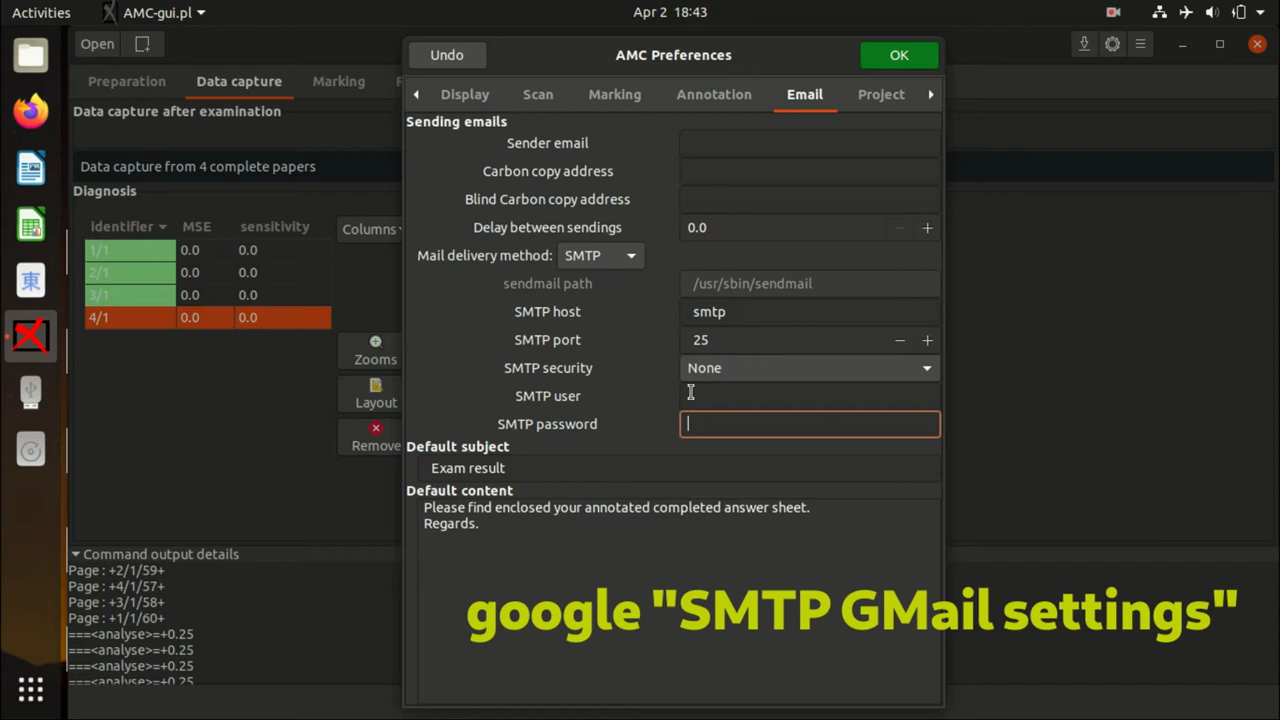 Activities
AMC-gui.pl
Apr 2 18:43
Open
Undo
AMC Preferences
OK
Preparation
Data capture
Marking
Display
Scan
Marking
Annotation
Email
Project
Data capture after examination
Data capture from 4 complete papers
Diagnosis
Identifier MSE sensitivity
1/1 0.0 0.0
2/1 0.0 0.0
3/1 0.0 0.0
4/1 0.0 0.0
Columns
Zooms
Layout
Remove
Sending emails
Sender email
Carbon copy address
Blind Carbon copy address
Delay between sendings 0.0
Mail delivery method: SMTP
sendmail path /usr/sbin/sendmail
SMTP host smtp
SMTP port 25
SMTP security None
SMTP user
SMTP password
Default subject
Exam result
Default content
Please find enclosed your annotated completed answer sheet.
Regards.
Command output details
Page : +2/1/59+
Page : +4/1/57+
Page : +3/1/58+
Page : +1/1/60+
===<analyse>=+0.25
===<analyse>=+0.25
===<analyse>=+0.25
===<analyse>=+0.25
google "SMTP GMail settings"
東